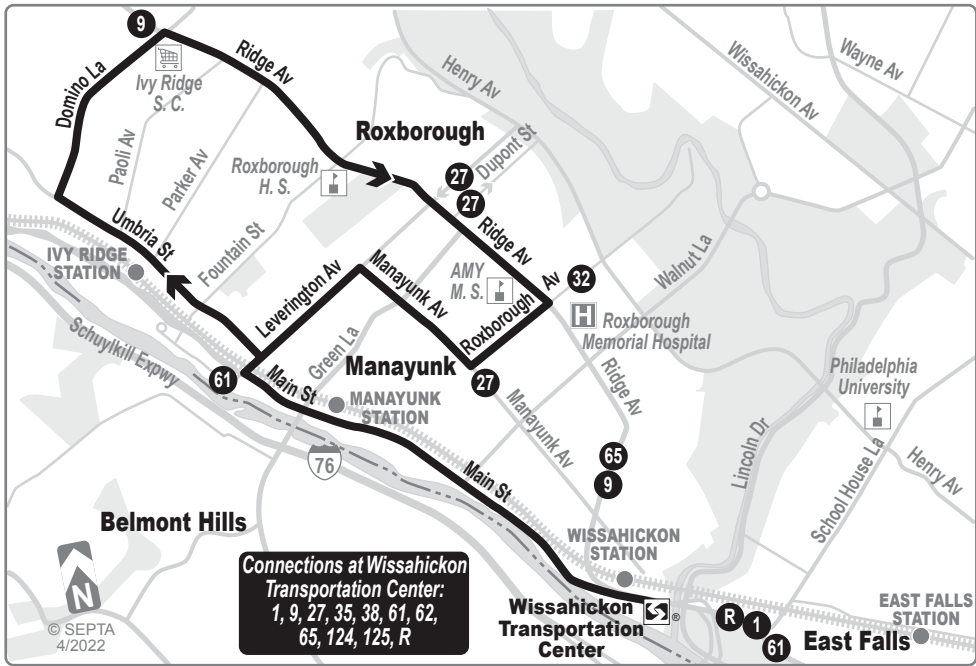 9
Ivy Ridge
S. C.
Domino La
Ridge Av
Henry Av
Wissahickon Av
Wayne Av
Paoli Av
Parker Av
Roxborough
Roxborough
H. S.
Dupont St
27
27
Umbria St
IVY RIDGE
STATION
Fountain St
Ridge Av
Walnut La
Leverington Av
Manayunk Av
AMY
M. S.
Roxborough Av
32
H
Roxborough
Memorial Hospital
Schuylkill Expwy
Green La
Manayunk
27
61
Main St
MANAYUNK
STATION
Manayunk Av
Ridge Av
Philadelphia
University
Lincoln Dr
School House La
Henry Av
76
65
9
Main St
Belmont Hills
WISSAHICKON
STATION
N
Connections at Wissahickon
Transportation Center:
1, 9, 27, 35, 38, 61, 62,
65, 124, 125, R
Wissahickon
Transportation
Center
®
R
1
61
East Falls
EAST FALLS
STATION
© SEPTA
4/2022